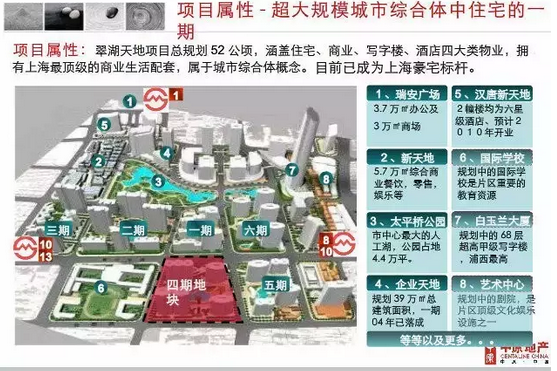 项目属性 - 超大规模城市综合体中住宅的一
期
项目属性：翠湖天地项目总规划 52 公顷，涵盖住宅、商业、写字楼、酒店四大类物业，拥
有上海最顶级的商业生活配套，属于城市综合体概念。目前已成为上海豪宅标杆。
1
1
5
2
4
3
7
8
三期
二期
一期
六期
10
13
8
10
6
四期地
块
五期
1、瑞安广场
3.7 万㎡办公及
3 万㎡商场
5、汉唐新天地
2 幢楼均为六星
级酒店、预计 2
０１０年开业
2、新天地
5.7 万㎡综合商
业餐饮，零售，
娱乐等
6、国际学校
规划中的国际学
校是片区重要的
教育资源
3、太平桥公园
市中心最大的人
工湖，公园占地
4.4 万平。
7、白玉兰大厦
规划中的 68 层
超高甲级写字楼
，浦西最高
4、企业天地
规划 39 万㎡总
建筑面积，一期
04 年已落成
8、艺术中心
规划中的剧院，是
片区顶级文化娱乐
设施之一
等等以及更多...
中原地产
CENTALINE CHINA